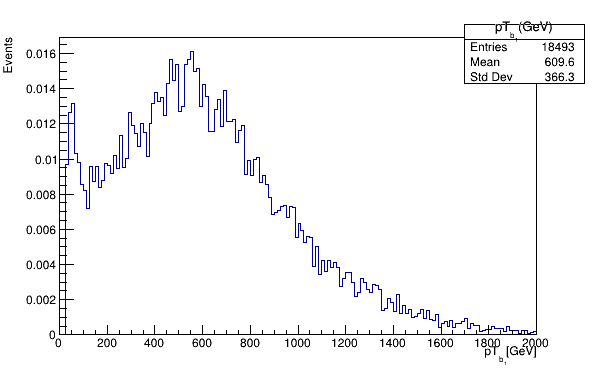 pT_b_1(GeV)
Entries 18493
Mean 609.6
Std Dev 366.3
Events
0.016
0.014
0.012
0.01
0.008
0.006
0.004
0.002
0
0 200 400 600 800 1000 1200 1400 1600 1800 2000
pT_b_1[GeV]